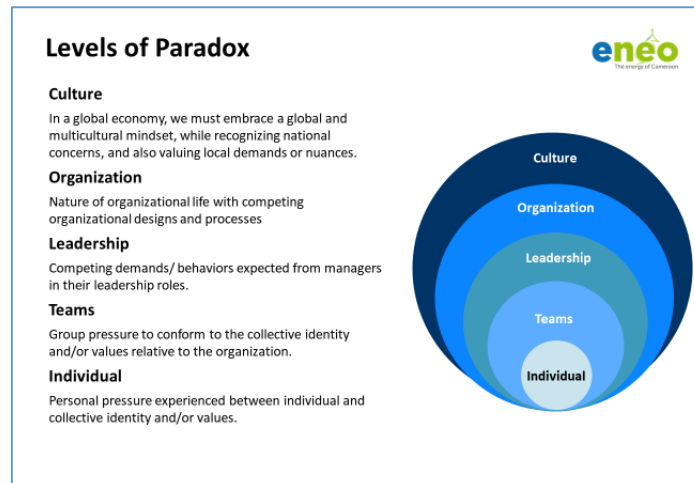 Levels of Paradox
eneo
The energy of Cameroon
Culture
In a global economy, we must embrace a global and
multicultural mindset, while recognizing national
concerns, and also valuing local demands or nuances.
Organization
Nature of organizational life with competing
organizational designs and processes
Leadership
Competing demands/ behaviors expected from managers
in their leadership roles.
Teams
Group pressure to conform to the collective identity
and/or values relative to the organization.
Individual
Personal pressure experienced between individual and
collective identity and/or values.
Culture
Organization
Leadership
Teams
Individual